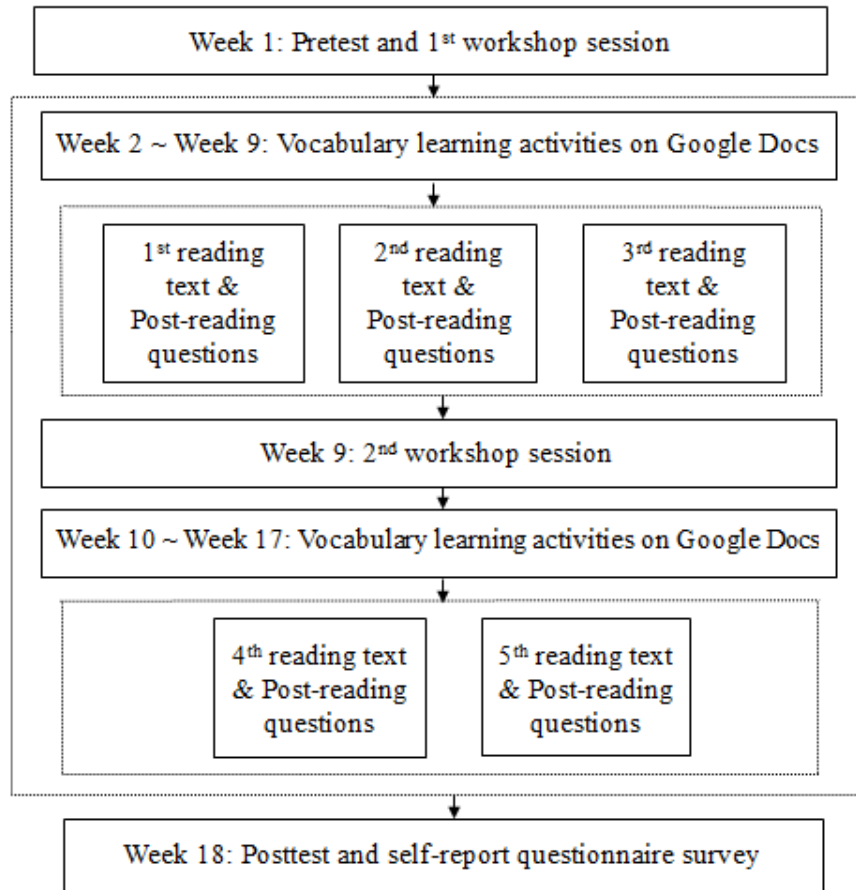 Week 1: Pretest and 1st workshop session
Week 2 ~ Week 9: Vocabulary learning activities on Google Docs
1st reading
text &
Post-reading
questions
2nd reading
text &
Post-reading
questions
3rd reading
text &
Post-reading
questions
Week 9: 2nd workshop session
Week 10 ~ Week 17: Vocabulary learning activities on Google Docs
4th reading text
& Post-reading
questions
5th reading text
& Post-reading
questions
Week 18: Posttest and self-report questionnaire survey